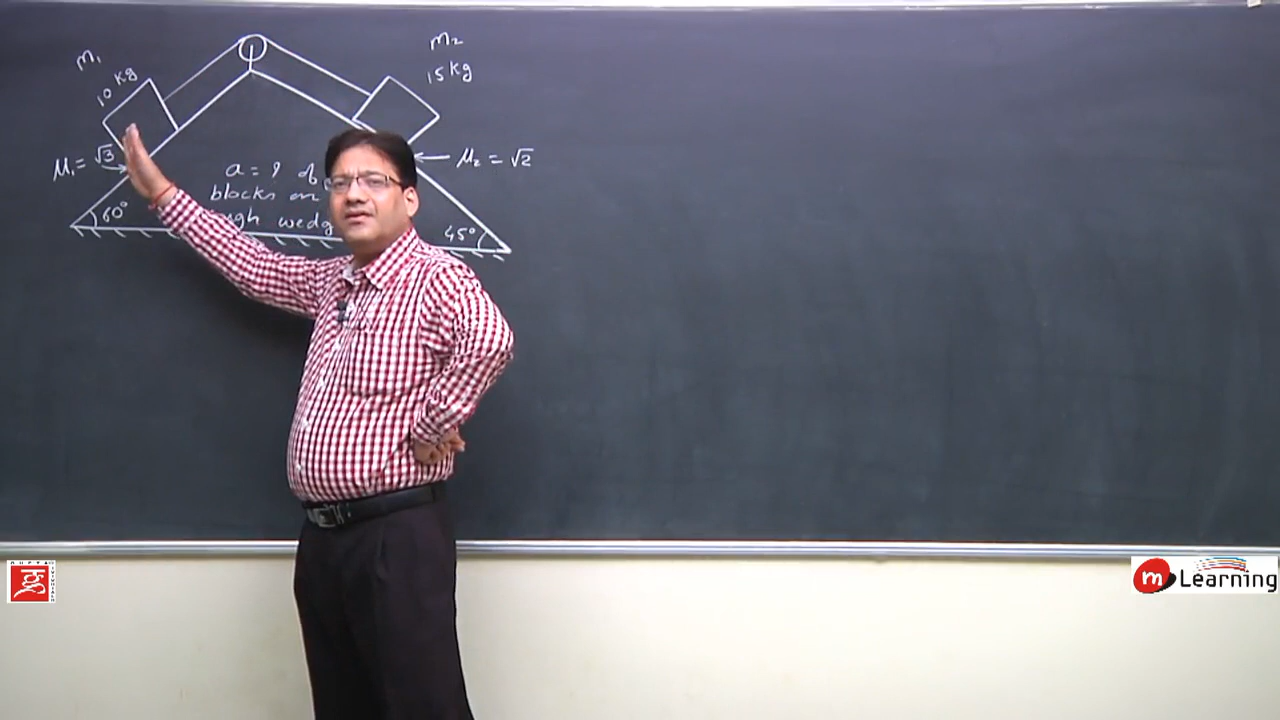 m₁
10 kg
m₂
15 kg
μ₁ = √3
μ₂ = √2
a = ? of
blocks on
wedg
60°
45°
m Learning